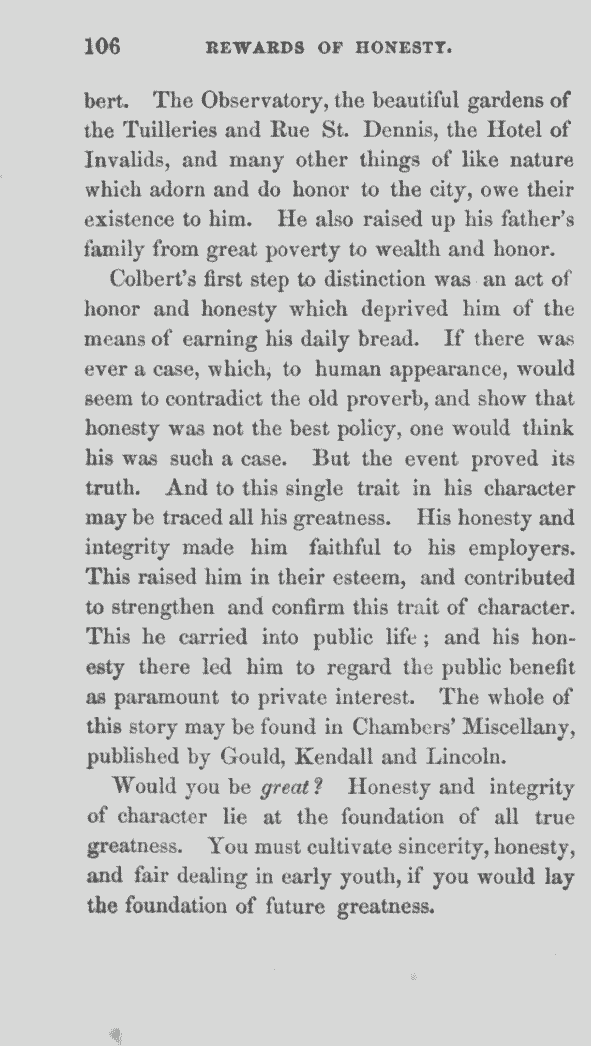 106 REWARDS OF HONESTY.
bert. The Observatory, the beautiful gardens of
the Tuilleries and Rue St. Dennis, the Hotel of
Invalids, and many other things of like nature
which adorn and do honor to the city, owe their
existence to him. He also raised up his father's
family from great poverty to wealth and honor.
Colbert's first step to distinction was an act of
honor and honesty which deprived him of the
means of earning his daily bread. If there was
ever a case, which, to human appearance, would
seem to contradict the old proverb, and show that
honesty was not the best policy, one would think
his was such a case. But the event proved its
truth. And to this single trait in his character
may be traced all his greatness. His honesty and
integrity made him faithful to his employers.
This raised him in their esteem, and contributed
to strengthen and confirm this trait of character.
This he carried into public life; and his hon-
esty there led him to regard the public benefit
as paramount to private interest. The whole of
this story may be found in Chambers' Miscellany,
published by Gould, Kendall and Lincoln.
Would you be great? Honesty and integrity
of character lie at the foundation of all true
greatness. You must cultivate sincerity, honesty,
and fair dealing in early youth, if you would lay
the foundation of future greatness.